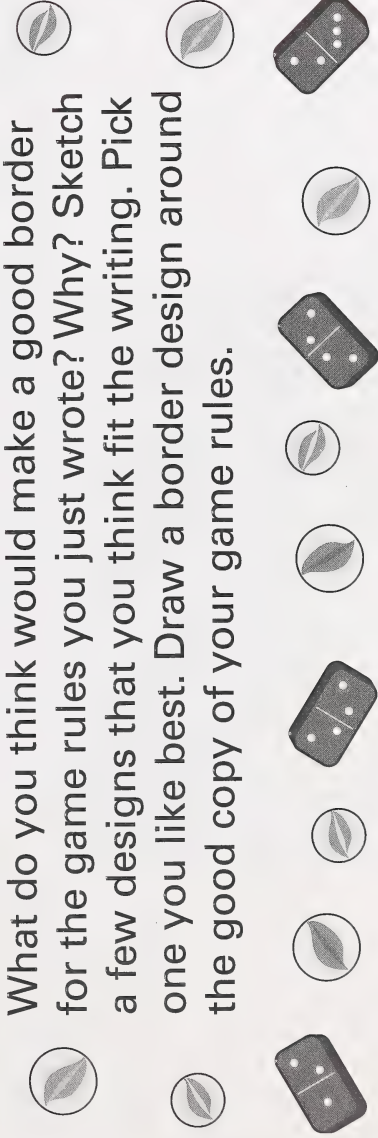 What do you think would make a good border
for the game rules you just wrote? Why? Sketch
a few designs that you think fit the writing. Pick
one you like best. Draw a border design around
the good copy of your game rules.